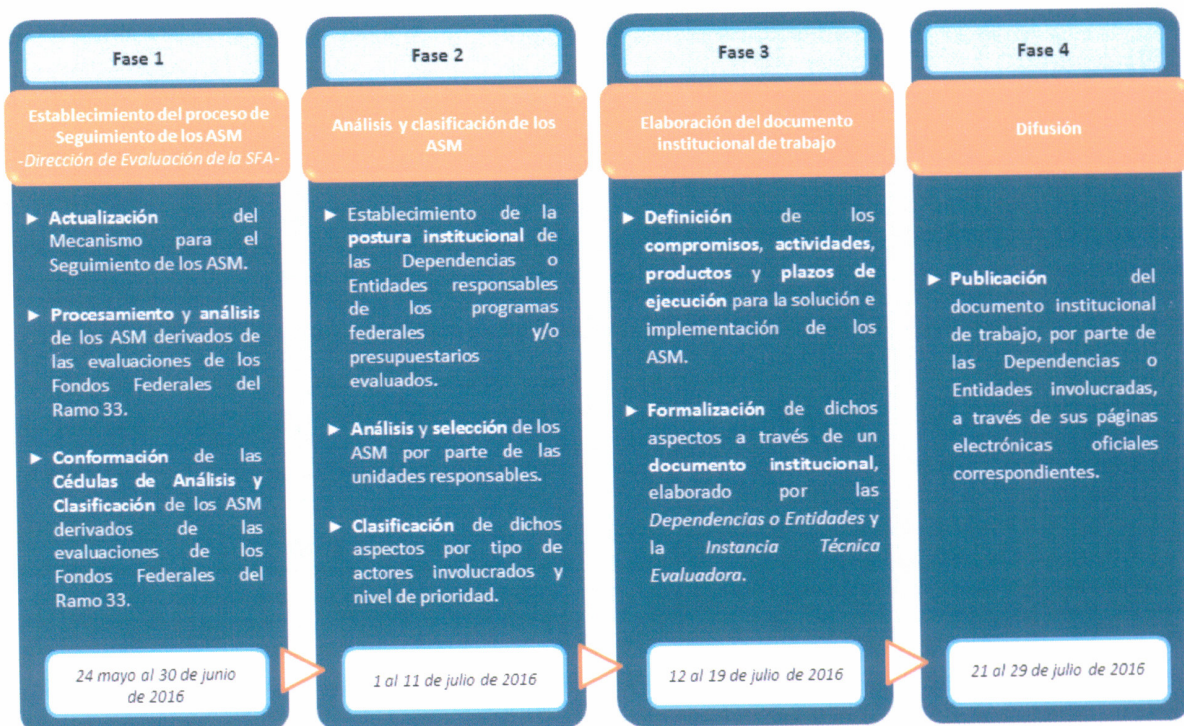 Fase 1
Establecimiento del proceso de
Seguimiento de los ASM
-Dirección de Evaluación de la SFA-
► Actualización del
Mecanismo para el
Seguimiento de los ASM.
► Procesamiento y análisis
de los ASM derivados de
las evaluaciones de los
Fondos Federales del
Ramo 33.
► Conformación de las
Cédulas de Análisis y
Clasificación de los ASM
derivados de las
evaluaciones de los
Fondos Federales del
Ramo 33.
24 mayo al 30 de junio
de 2016
Fase 2
Análisis y clasificación de los
ASM
► Establecimiento de la
postura institucional de
las Dependencias o
Entidades responsables
de los programas
federales y/o
presupuestarios
evaluados.
► Análisis y selección de los
ASM por parte de las
unidades responsables.
► Clasificación de dichos
aspectos por tipo de
actores involucrados y
nivel de prioridad.
1 al 11 de julio de 2016
Fase 3
Elaboración del documento
institucional de trabajo
► Definición de los
compromisos, actividades,
productos y plazos de
ejecución para la solución e
implementación de los
ASM.
► Formalización de dichos
aspectos a través de un
documento institucional,
elaborado por las
Dependencias o Entidades y
la Instancia Técnica
Evaluadora.
12 al 19 de julio de 2016
Fase 4
Difusión
► Publicación del
documento institucional
de trabajo, por parte de
las Dependencias o
Entidades involucradas,
a través de sus páginas
electrónicas oficiales
correspondientes.
21 al 29 de julio de 2016